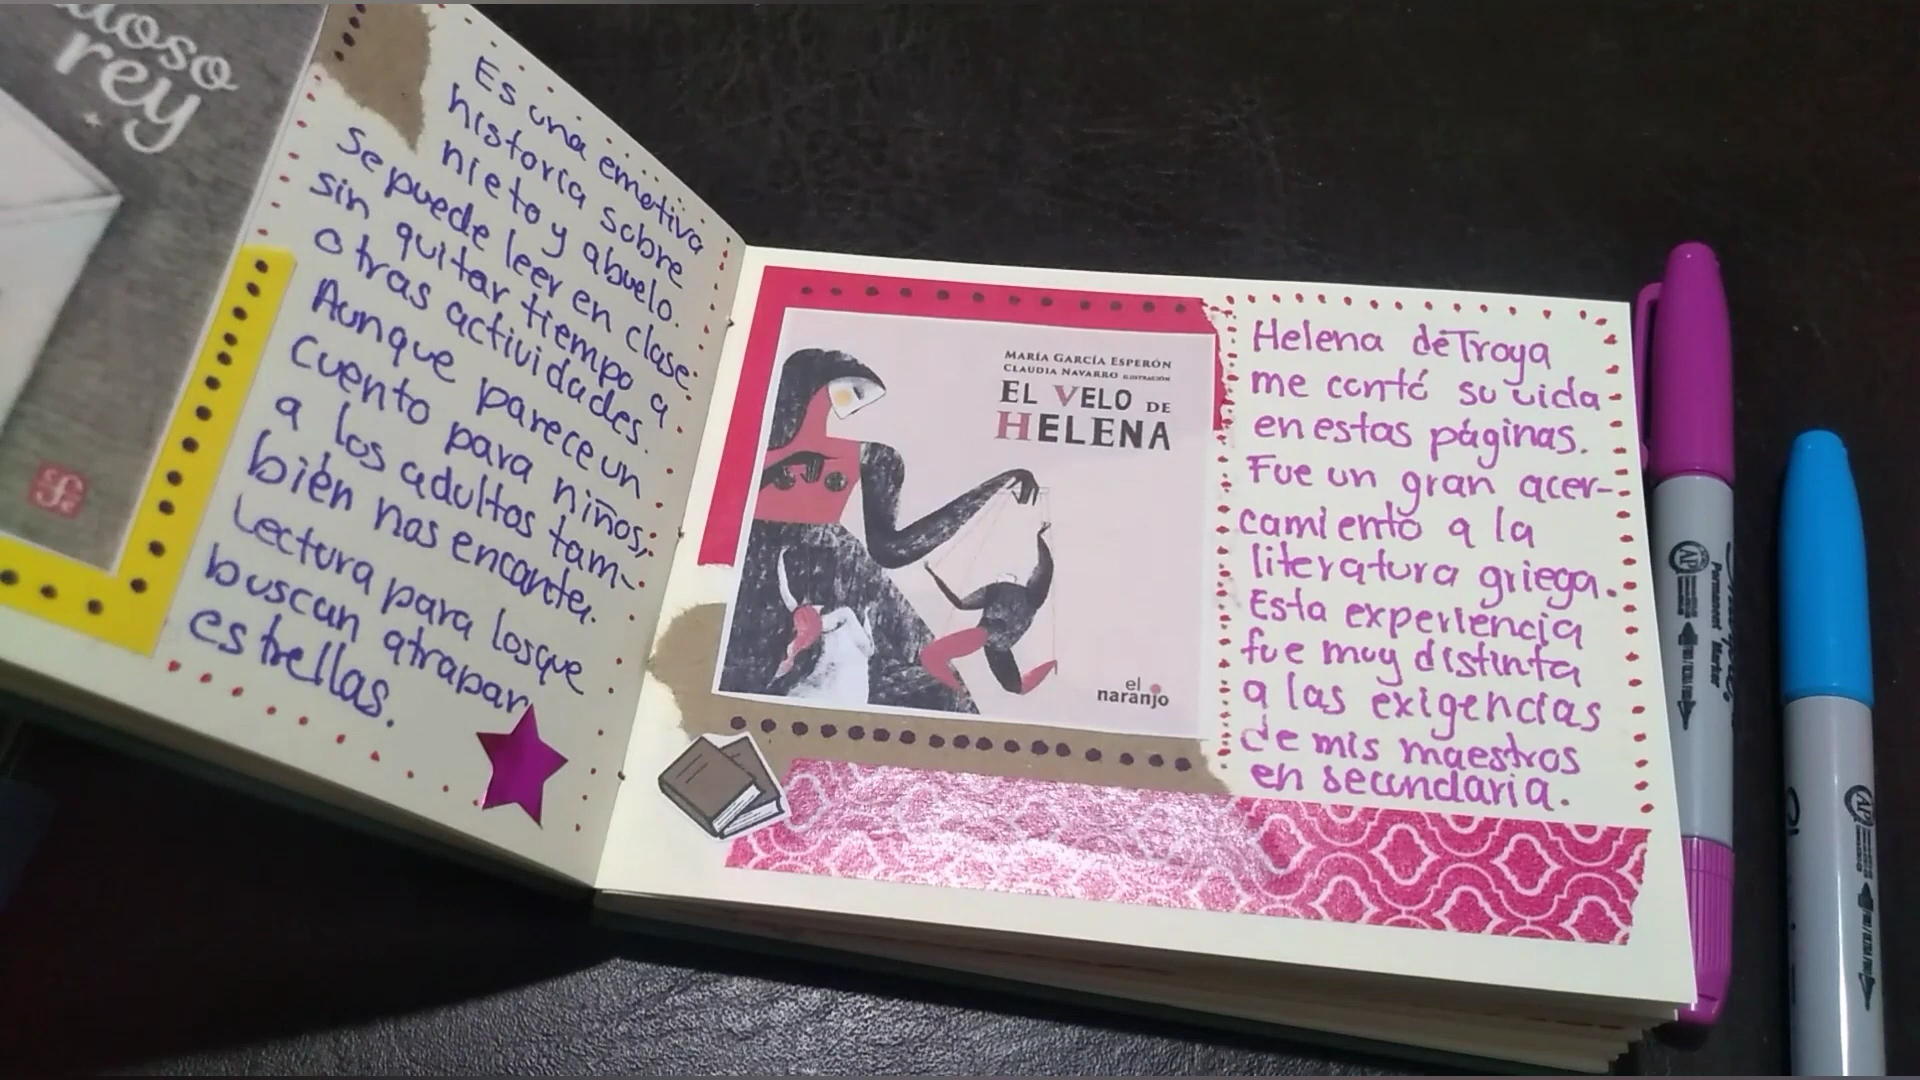 rey
Es una emotiva
historia sobre
nieto y abuelo.
Se puede leer en clase
sin quitar tiempo a
otras actividades.
Aunque parece un
cuento para niños,
a los adultos tam-
bién nos encanta.
Lectura para los que
buscan atrapar
estrellas.
MARÍA GARCÍA ESPERÓN
CLAUDIA NAVARRO ILUSTRACIÓN
EL VELO DE
HELENA
el
naranjo
Helena de Troya
me contó su vida
en estas páginas.
Fue un gran acer-
camiento a la
literatura griega.
Esta experiencia
fue muy distinta
a las exigencias
de mis maestros
en secundaria.
Permanent Marker